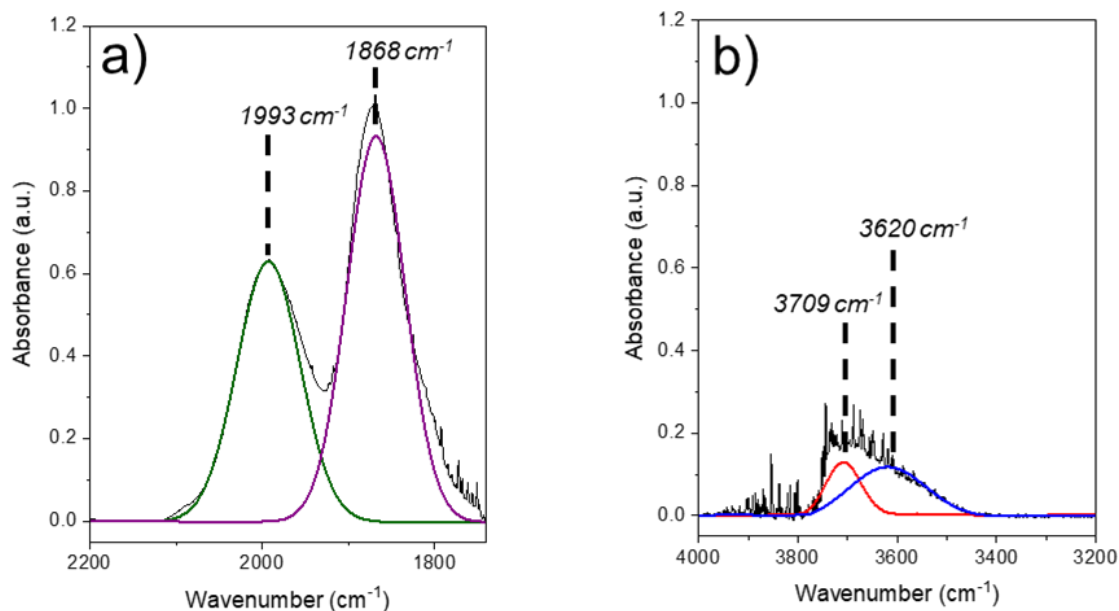 a)
1868 cm⁻¹
1993 cm⁻¹
Absorbance (a.u.)
1.2
1.0
0.8
0.6
0.4
0.2
0.0
2200
2000
1800
Wavenumber (cm⁻¹)
b)
3620 cm⁻¹
3709 cm⁻¹
Absorbance (a.u.)
1.2
1.0
0.8
0.6
0.4
0.2
0.0
4000
3800
3600
3400
3200
Wavenumber (cm⁻¹)